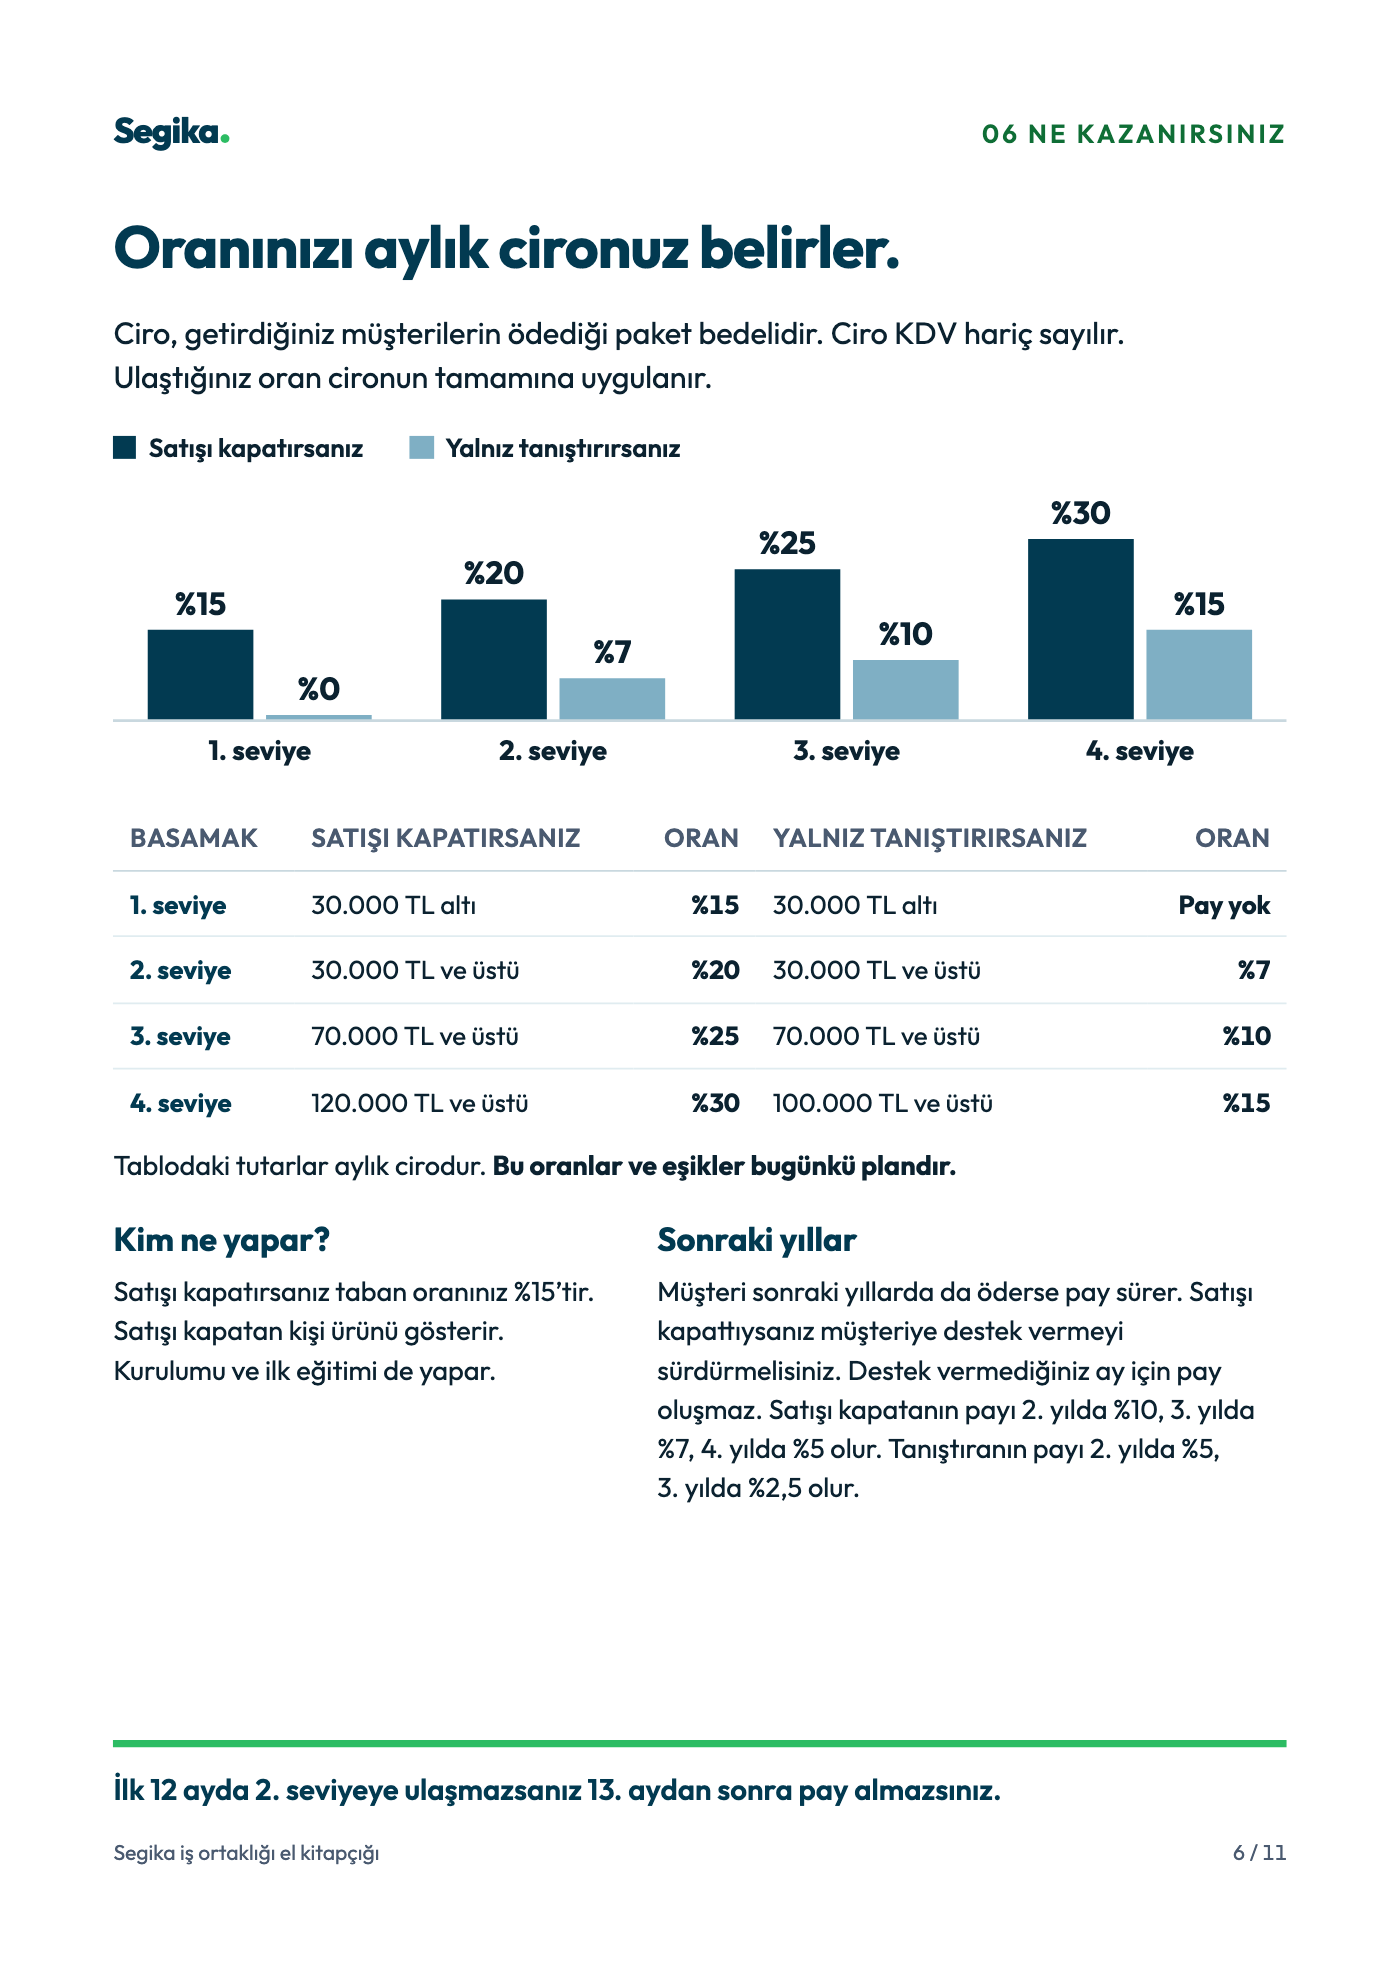 Segika.
06 NE KAZANIRSINIZ
Oranınızı aylık cironuz belirler.
Ciro, getirdiğiniz müşterilerin ödediği paket bedelidir. Ciro KDV hariç sayılır.
Ulaştığınız oran cironun tamamına uygulanır.
Satışı kapatırsanız
Yalnız tanıştırırsanız
%15
%0
%20
%7
%25
%10
%30
%15
1. seviye
2. seviye
3. seviye
4. seviye
BASAMAK SATIŞI KAPATIRSANIZ ORAN YALNIZ TANIŞTIRIRSANIZ ORAN
1. seviye 30.000 TL altı %15 30.000 TL altı Pay yok
2. seviye 30.000 TL ve üstü %20 30.000 TL ve üstü %7
3. seviye 70.000 TL ve üstü %25 70.000 TL ve üstü %10
4. seviye 120.000 TL ve üstü %30 100.000 TL ve üstü %15
Tablodaki tutarlar aylık cirodur. Bu oranlar ve eşikler bugünkü plandır.
Kim ne yapar?
Satışı kapatırsanız taban oranınız %15’tir.
Satışı kapatan kişi ürünü gösterir.
Kurulumu ve ilk eğitimi de yapar.
Sonraki yıllar
Müşteri sonraki yıllarda da öderse pay sürer. Satışı
kapattıysanız müşteriye destek vermeyi
sürdürmelisiniz. Destek vermediğiniz ay için pay
oluşmaz. Satışı kapatanın payı 2. yılda %10, 3. yılda
%7, 4. yılda %5 olur. Tanıştıranın payı 2. yılda %5,
3. yılda %2,5 olur.
İlk 12 ayda 2. seviyeye ulaşmazsanız 13. aydan sonra pay almazsınız.
Segika iş ortaklığı el kitapçığı
6 / 11